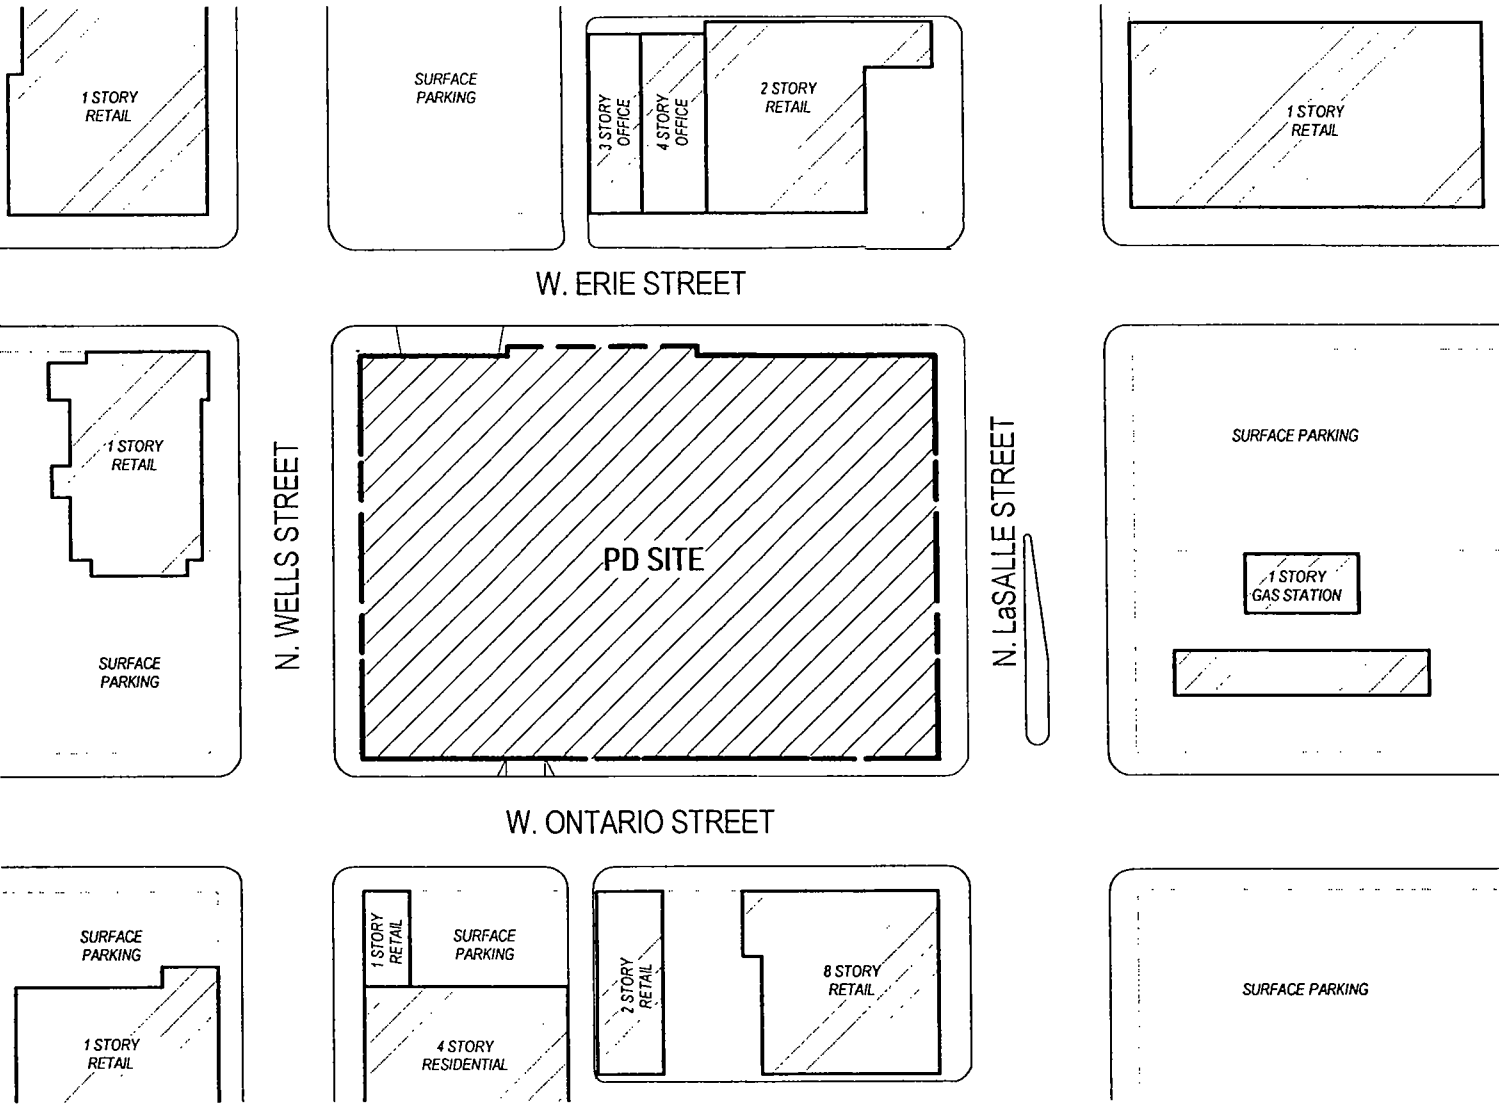 1 STORY
RETAIL
SURFACE
PARKING
3 STORY
OFFICE
4 STORY
OFFICE
2 STORY
RETAIL
1 STORY
RETAIL
W. ERIE STREET
1 STORY
RETAIL
SURFACE
PARKING
N. WELLS STREET
PD SITE
N. LaSALLE STREET
SURFACE PARKING
1 STORY
GAS STATION
W. ONTARIO STREET
SURFACE
PARKING
1 STORY
RETAIL
1 STORY
RETAIL
SURFACE
PARKING
4 STORY
RESIDENTIAL
2 STORY
RETAIL
8 STORY
RETAIL
SURFACE PARKING